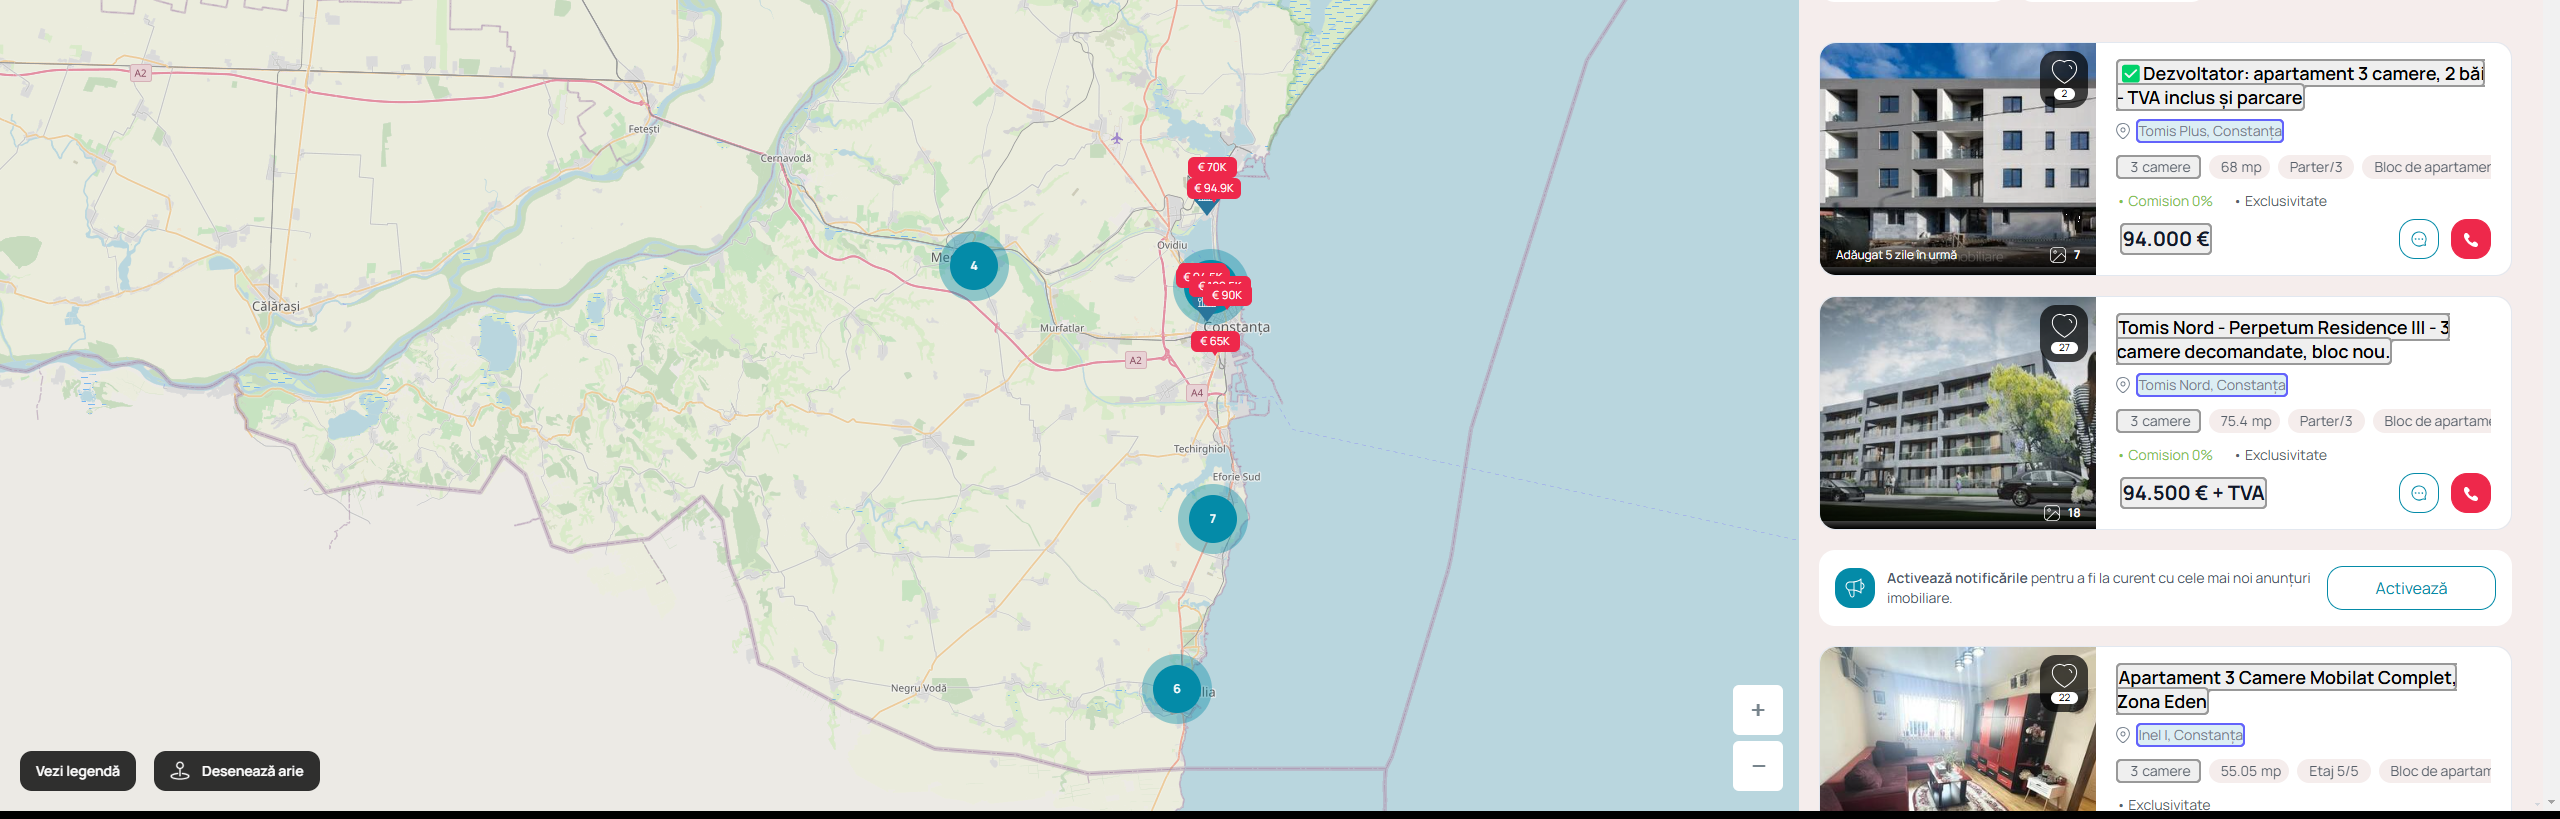 A2
Fetești
Cernavodă
€ 70K
€ 94.9K
Ovidiu
4
Călărași
Murfatlar
€ 90K
Constanța
€ 65K
A2
A4
Techirghiol
Eforie Sud
7
Negru Vodă
6
+
−
Vezi legendă
Desenează arie
2
Adăugat 5 zile în urmă
7
✅ Dezvoltator: apartament 3 camere, 2 băi
- TVA inclus și parcare
Tomis Plus, Constanța
3 camere 68 mp Parter/3 Bloc de apartamen
• Comision 0% • Exclusivitate
94.000 €
27
18
Tomis Nord - Perpetum Residence III - 3
camere decomandate, bloc nou.
Tomis Nord, Constanța
3 camere 75.4 mp Parter/3 Bloc de apartame
• Comision 0% • Exclusivitate
94.500 € + TVA
Activează notificările pentru a fi la curent cu cele mai noi anunțuri
imobiliare.
Activează
22
Apartament 3 Camere Mobilat Complet,
Zona Eden
Inel I, Constanța
3 camere 55.05 mp Etaj 5/5 Bloc de apartam
• Exclusivitate